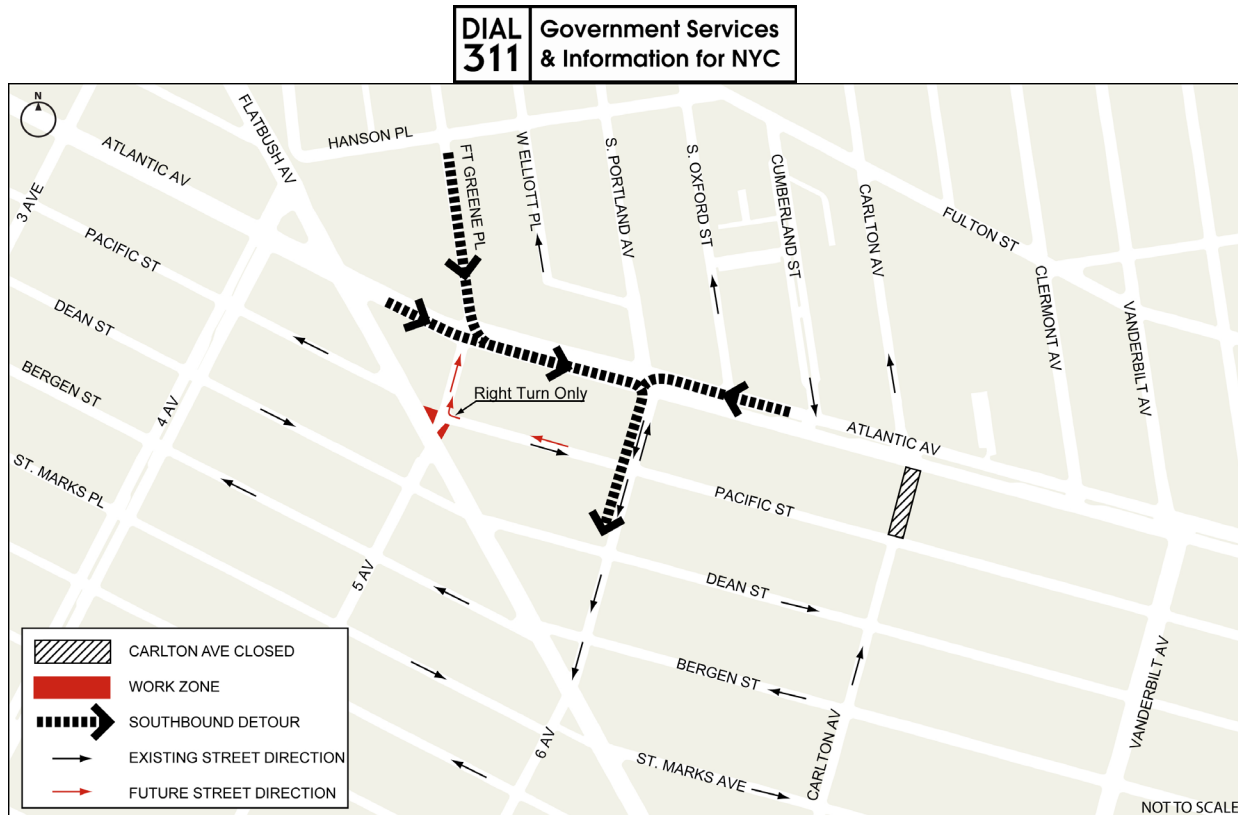 DIAL
311
Government Services
& Information for NYC
N
FLATBUSH AV
HANSON PL
ATLANTIC AV
3 AVE
FT GREENE PL
W ELLIOTT PL
S. PORTLAND AV
S. OXFORD ST
CUMBERLAND ST
CARLTON AV
FULTON ST
CLERMONT AV
VANDERBILT AV
PACIFIC ST
DEAN ST
BERGEN ST
4 AV
ST. MARKS PL
Right Turn Only
ATLANTIC AV
PACIFIC ST
5 AV
DEAN ST
BERGEN ST
6 AV
ST. MARKS AVE
CARLTON AV
VANDERBILT AV
CARLTON AVE CLOSED
WORK ZONE
SOUTHBOUND DETOUR
EXISTING STREET DIRECTION
FUTURE STREET DIRECTION
NOT TO SCALE